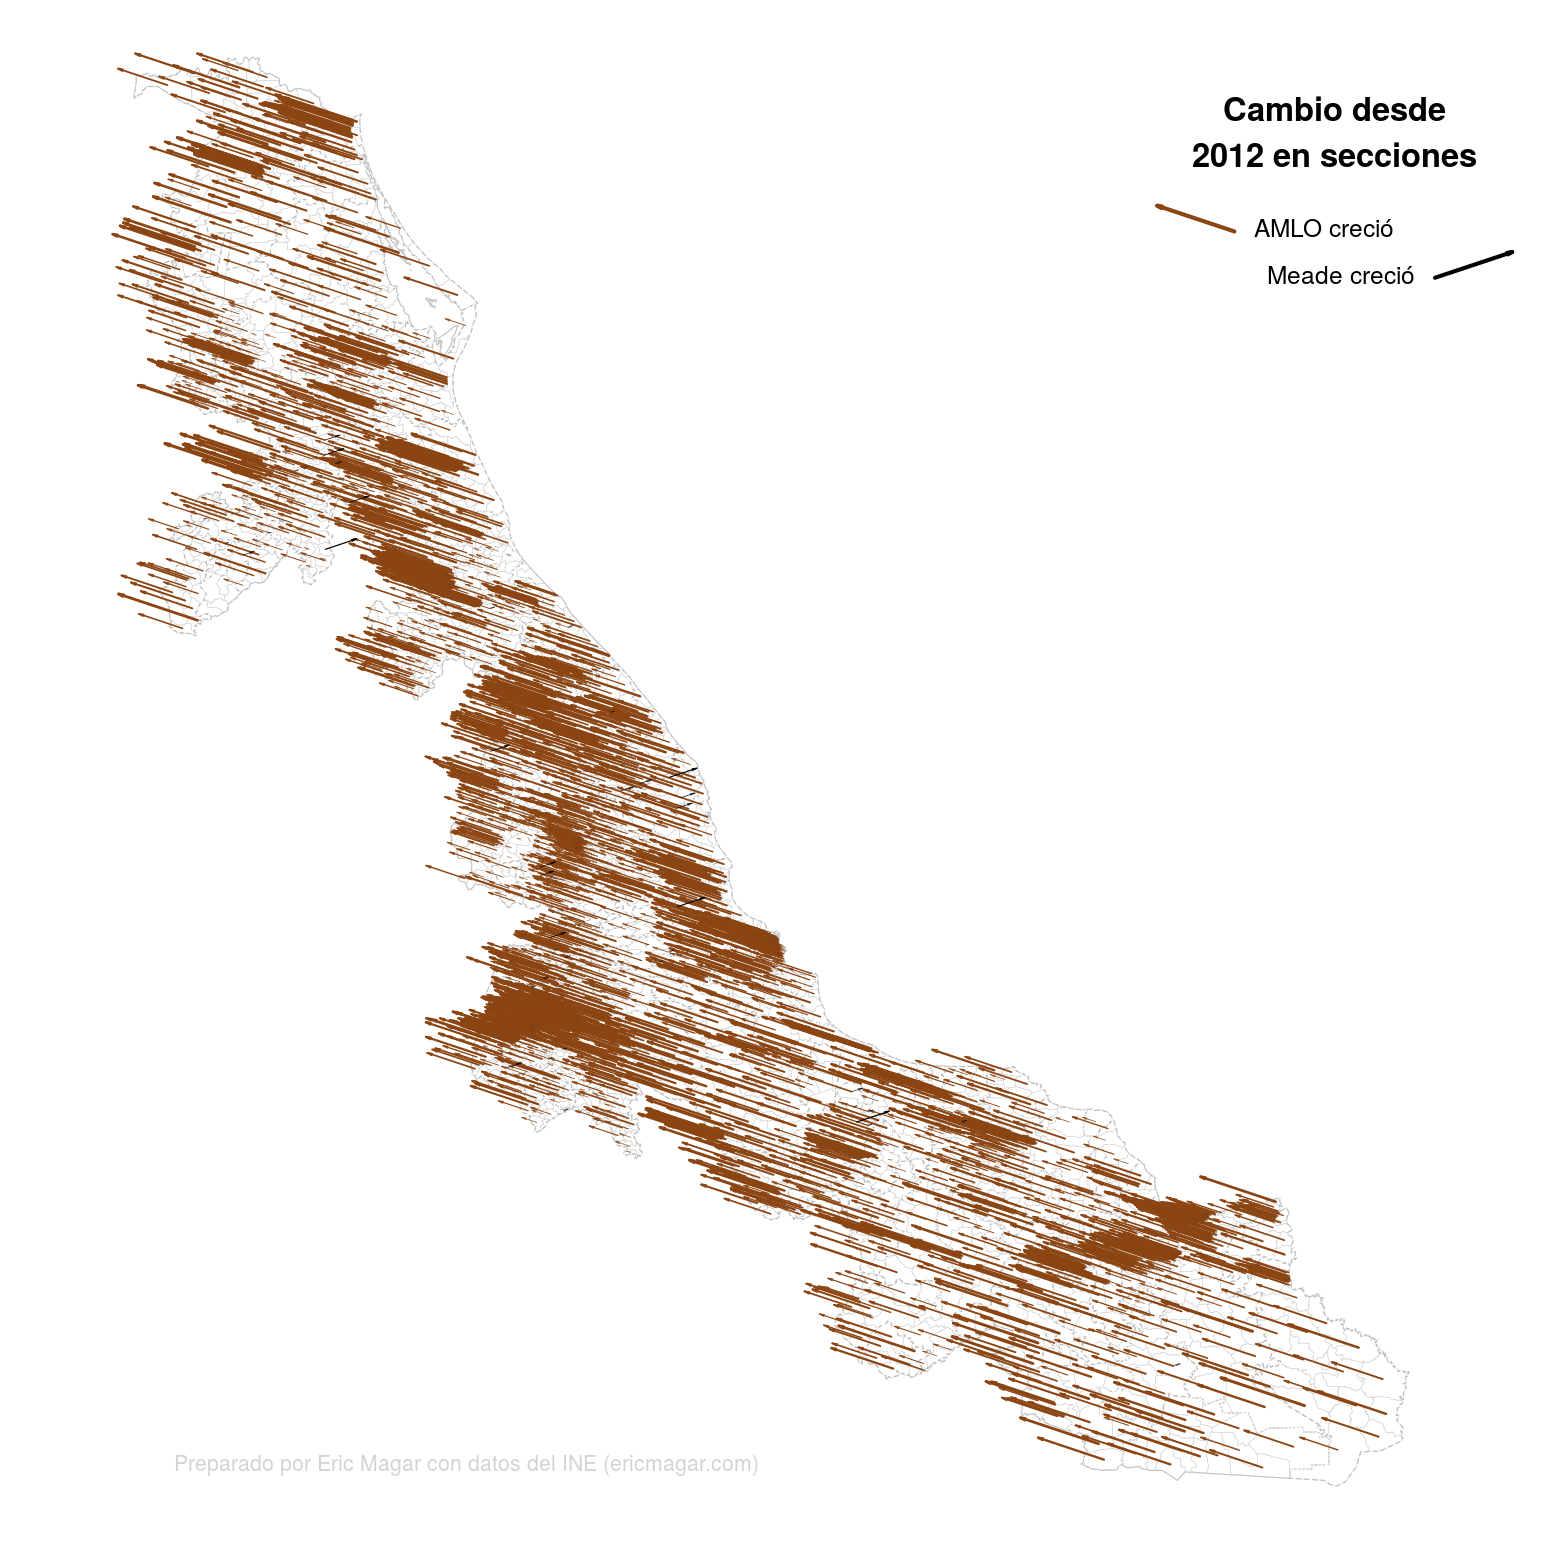 Cambio desde
2012 en secciones
AMLO creció
Meade creció
Preparado por Eric Magar con datos del INE (ericmagar.com)